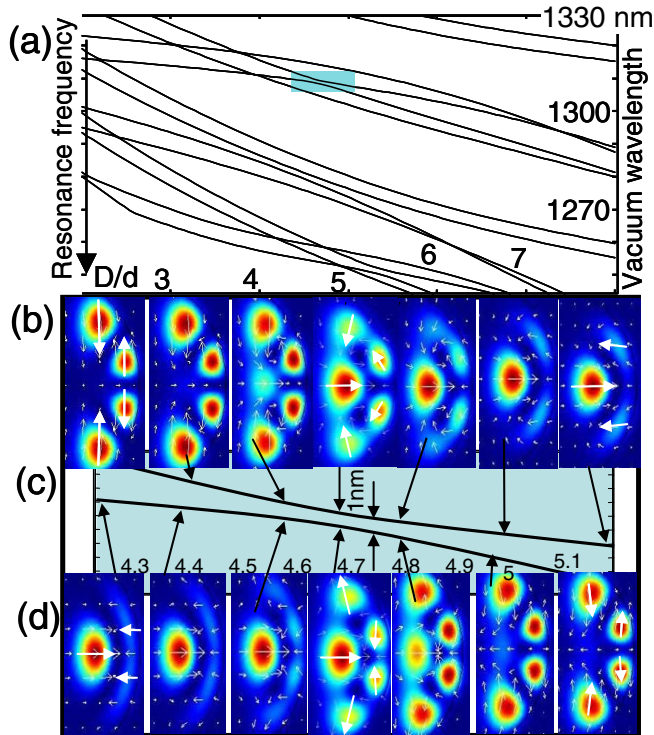 (a)
1330 nm
Resonance frequency
Vacuum wavelength
1300
1270
D/d 3 4 5 6 7
(b)
(c)
1nm
4.3 4.4 4.5 4.6 4.7 4.8 4.9 5 5.1
(d)